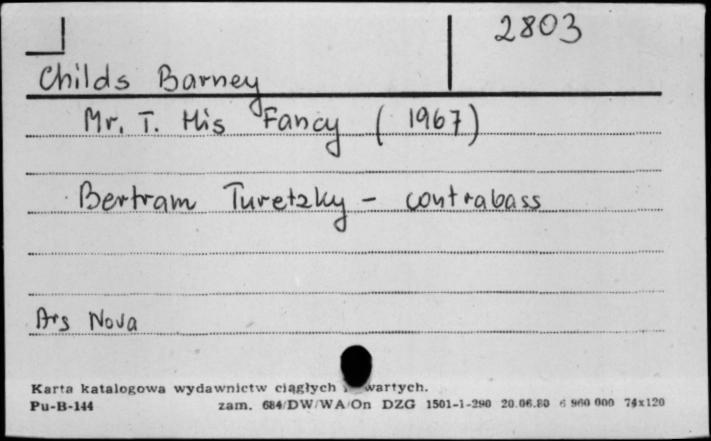 2803
Childs Barney
Mr. T. His Fancy (1967)
Bertram Turetzky - contrabass
Ars Nova
Karta katalogowa wydawnictw ciągłych wartych.
Pu-B-144 zam. 684/DW/WA/On DZG 1501-1-290 20.06.80 6 960 000 74x120